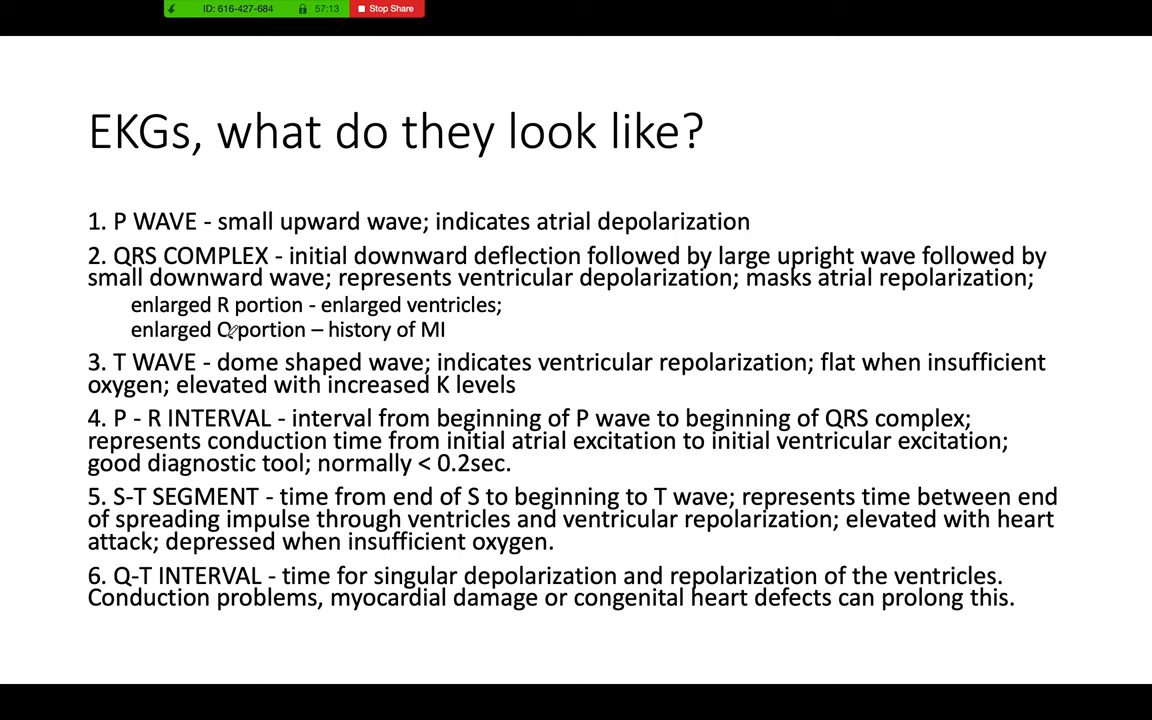 ID: 616-427-684 57:13 Stop Share
EKGs, what do they look like?
1. P WAVE - small upward wave; indicates atrial depolarization
2. QRS COMPLEX - initial downward deflection followed by large upright wave followed by
small downward wave; represents ventricular depolarization; masks atrial repolarization;
enlarged R portion - enlarged ventricles;
enlarged Q portion – history of MI
3. T WAVE - dome shaped wave; indicates ventricular repolarization; flat when insufficient
oxygen; elevated with increased K levels
4. P - R INTERVAL - interval from beginning of P wave to beginning of QRS complex;
represents conduction time from initial atrial excitation to initial ventricular excitation;
good diagnostic tool; normally < 0.2sec.
5. S-T SEGMENT - time from end of S to beginning to T wave; represents time between end
of spreading impulse through ventricles and ventricular repolarization; elevated with heart
attack; depressed when insufficient oxygen.
6. Q-T INTERVAL - time for singular depolarization and repolarization of the ventricles.
Conduction problems, myocardial damage or congenital heart defects can prolong this.